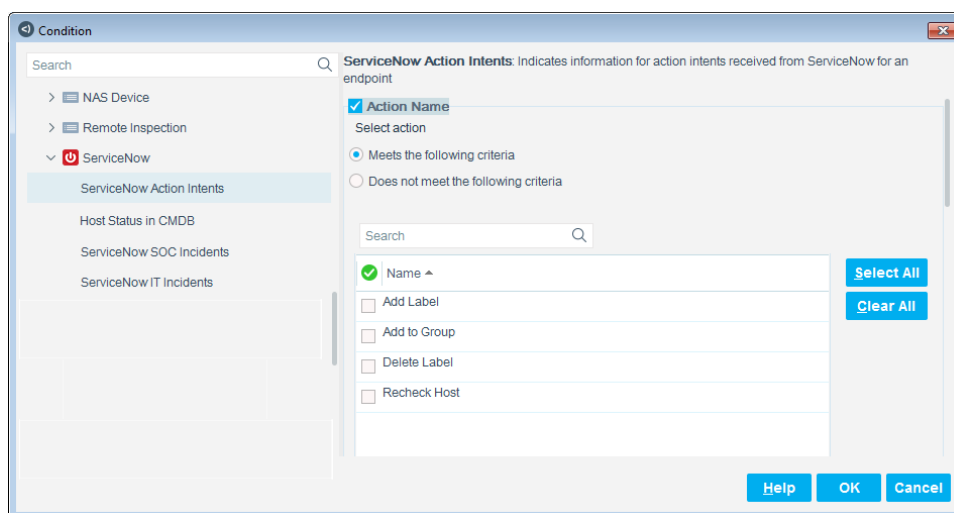 Condition
Search
NAS Device
Remote Inspection
ServiceNow
ServiceNow Action Intents
Host Status in CMDB
ServiceNow SOC Incidents
ServiceNow IT Incidents
ServiceNow Action Intents: Indicates information for action intents received from ServiceNow for an
endpoint
Action Name
Select action
Meets the following criteria
Does not meet the following criteria
Search
Name
Add Label
Add to Group
Delete Label
Recheck Host
Select All
Clear All
Help
OK
Cancel